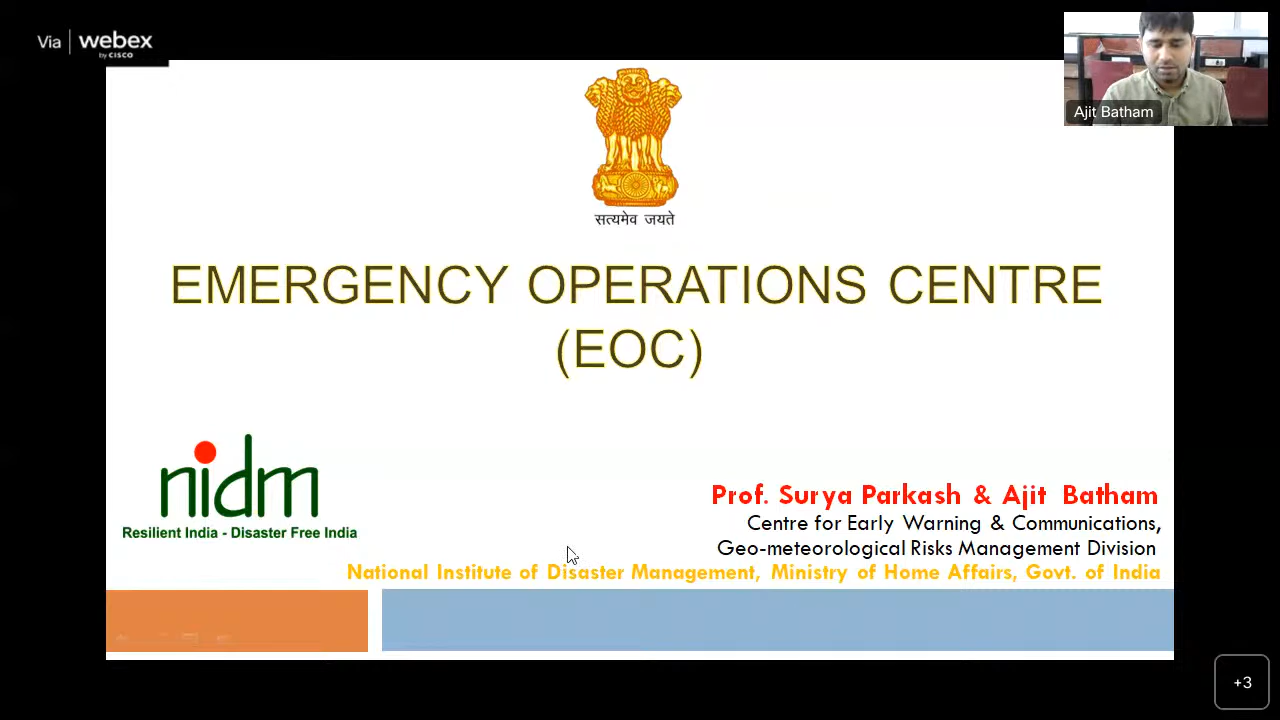 Via webex
by CISCO
Ajit Batham
सत्यमेव जयते
EMERGENCY OPERATIONS CENTRE
(EOC)
nidm
Resilient India - Disaster Free India
Prof. Surya Parkash & Ajit Batham
Centre for Early Warning & Communications,
Geo-meteorological Risks Management Division
National Institute of Disaster Management, Ministry of Home Affairs, Govt. of India
+3